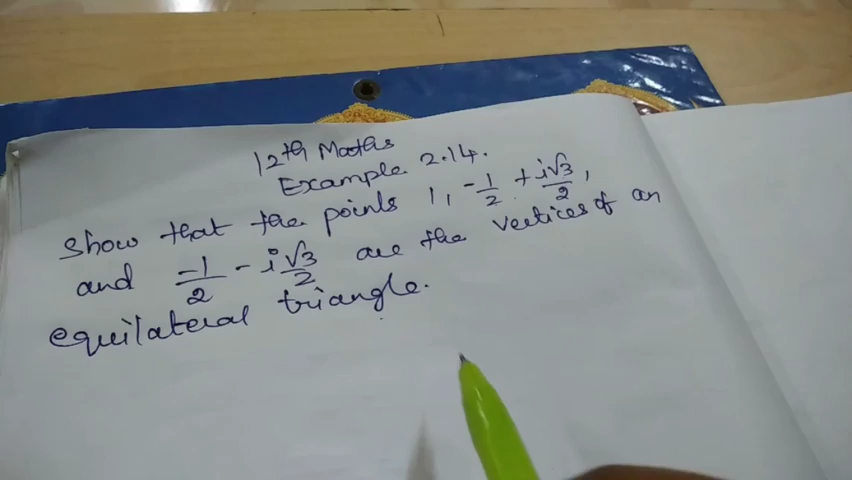 12th Maths
Example 2.14.
Show that the points 1, -1/2 + i√3/2,
and -1/2 - i√3/2 are the vertices of an
equilateral triangle.